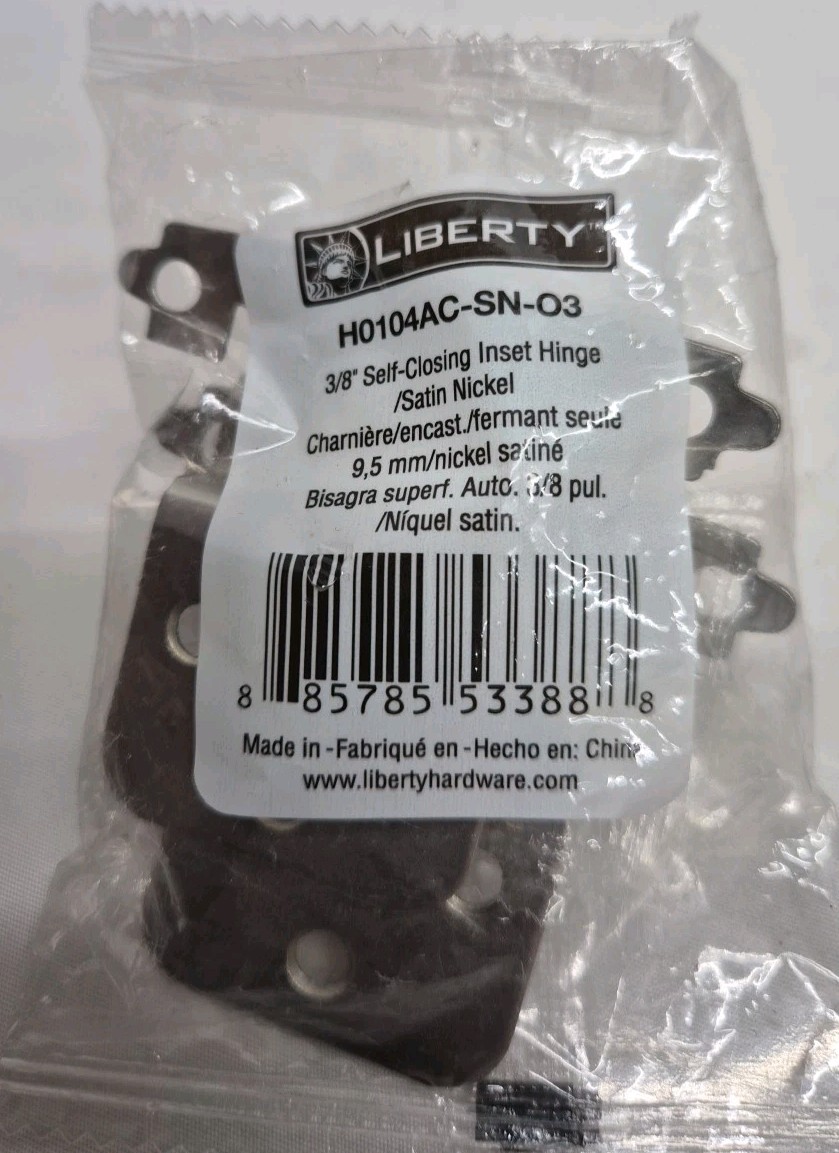 LIBERTY™
H0104AC-SN-O3
3/8" Self-Closing Inset Hinge
/Satin Nickel
Charnière/encast./fermant seule
9,5 mm/nickel satiné
Bisagra superf. Auto. 3/8 pul.
/Níquel satin.
8 85785 53388 8
Made in -Fabriqué en -Hecho en: China
www.libertyhardware.com